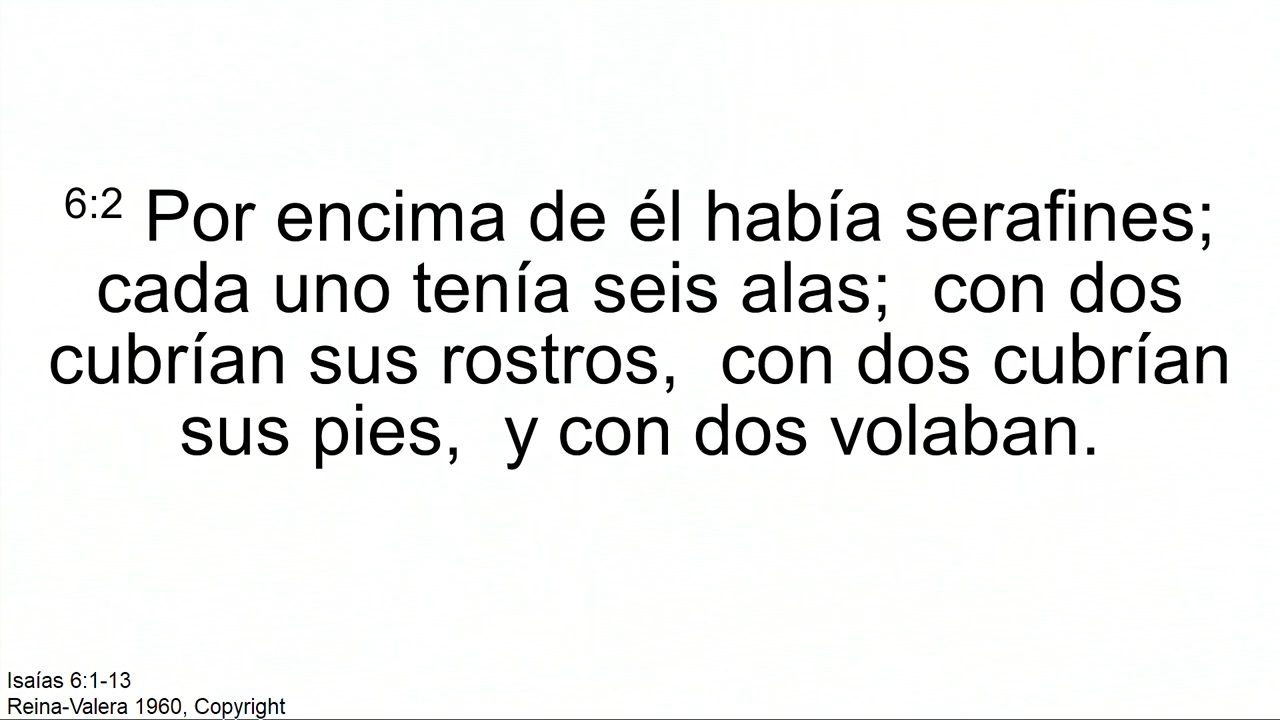 6:2 Por encima de él había serafines;
cada uno tenía seis alas;  con dos
cubrían sus rostros,  con dos cubrían
sus pies,  y con dos volaban.
Isaías 6:1-13
Reina-Valera 1960, Copyright